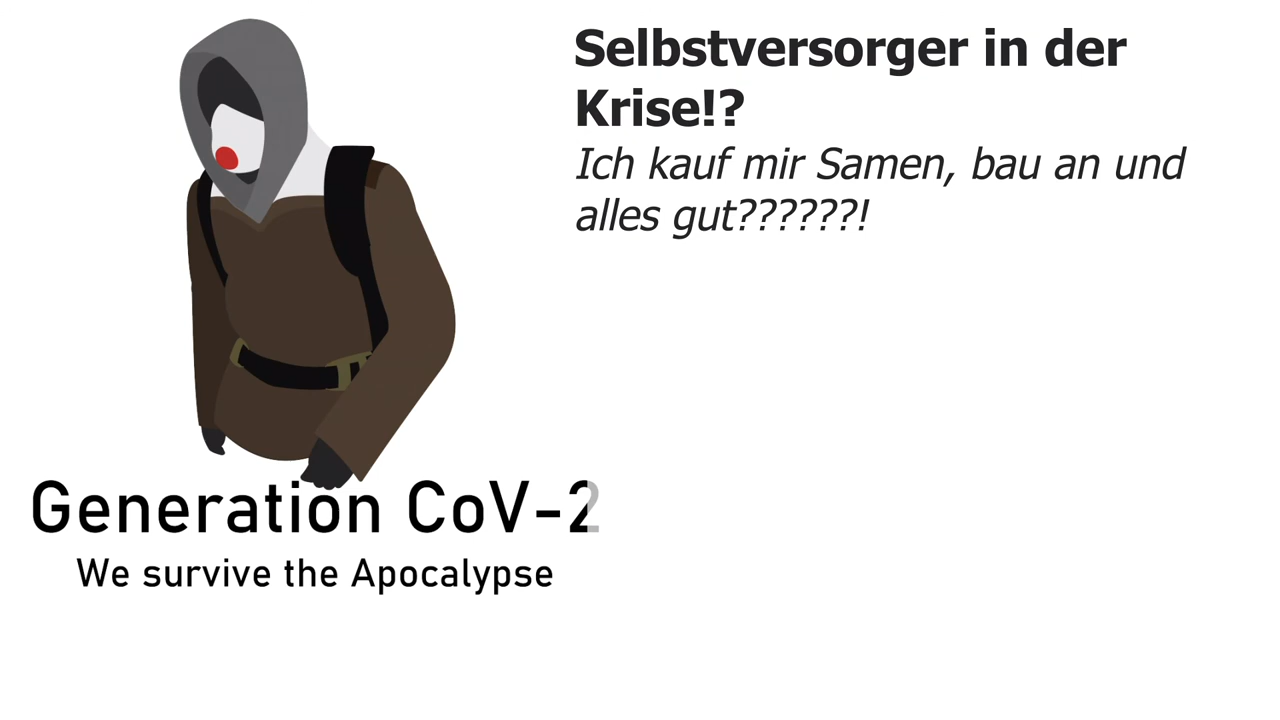 Selbstversorger in der
Krise!?
Ich kauf mir Samen, bau an und
alles gut??????!
Generation CoV-2
We survive the Apocalypse